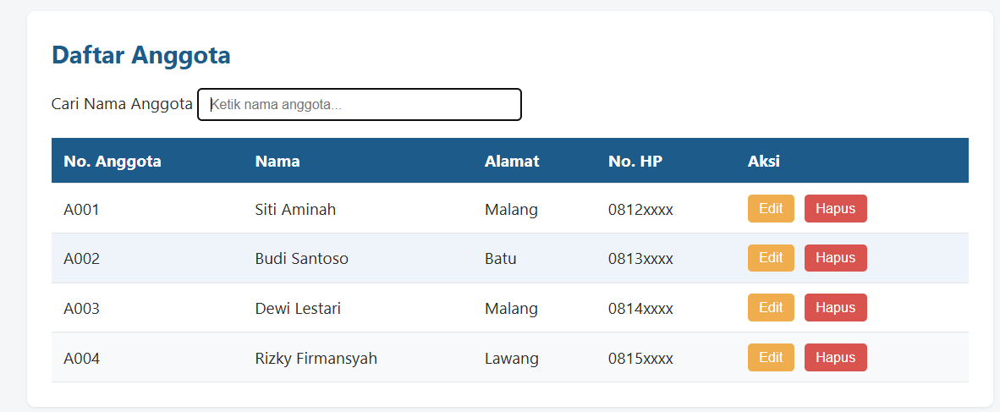 Daftar Anggota
Cari Nama Anggota Ketik nama anggota...
No. Anggota Nama Alamat No. HP Aksi
A001 Siti Aminah Malang 0812xxxx Edit Hapus
A002 Budi Santoso Batu 0813xxxx Edit Hapus
A003 Dewi Lestari Malang 0814xxxx Edit Hapus
A004 Rizky Firmansyah Lawang 0815xxxx Edit Hapus